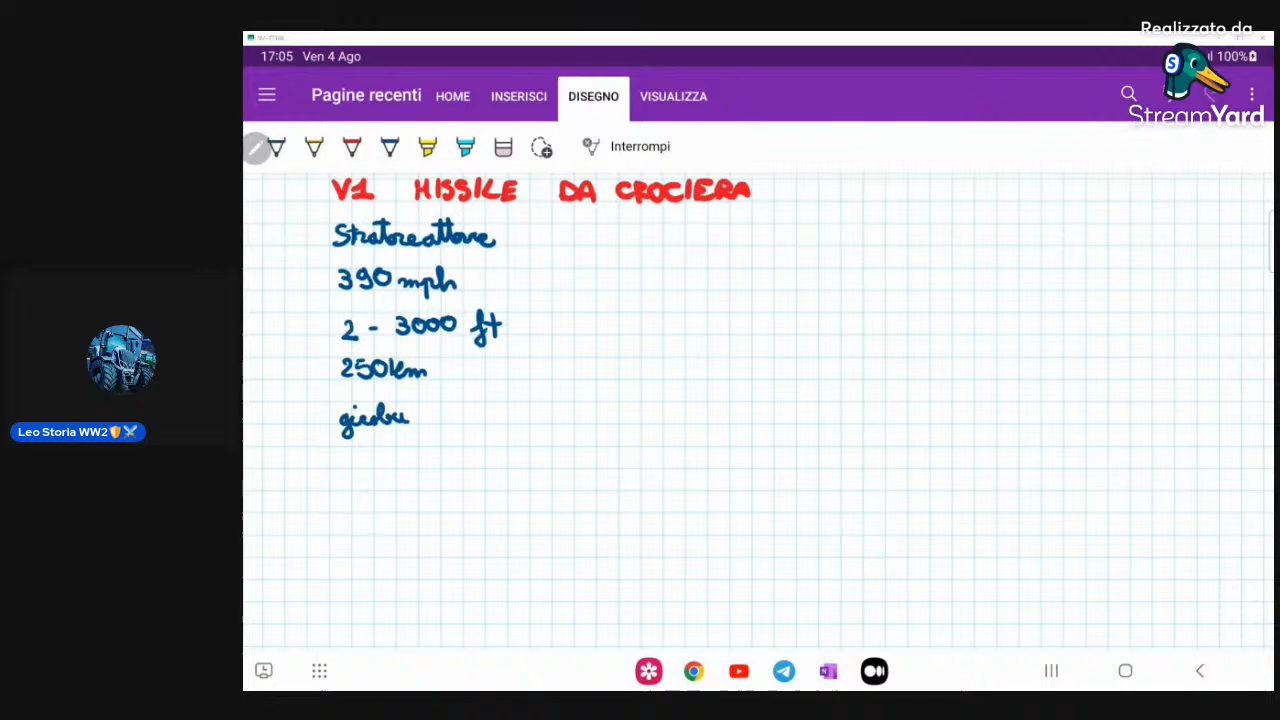 Realizzato da
StreamYard
17:05 Ven 4 Ago
100%
Pagine recenti HOME INSERISCI DISEGNO VISUALIZZA
Interrompi
V1 MISSILE DA CROCIERA
Statoreattore
390 mph
2 - 3000 ft
250km
Leo Storia WW2